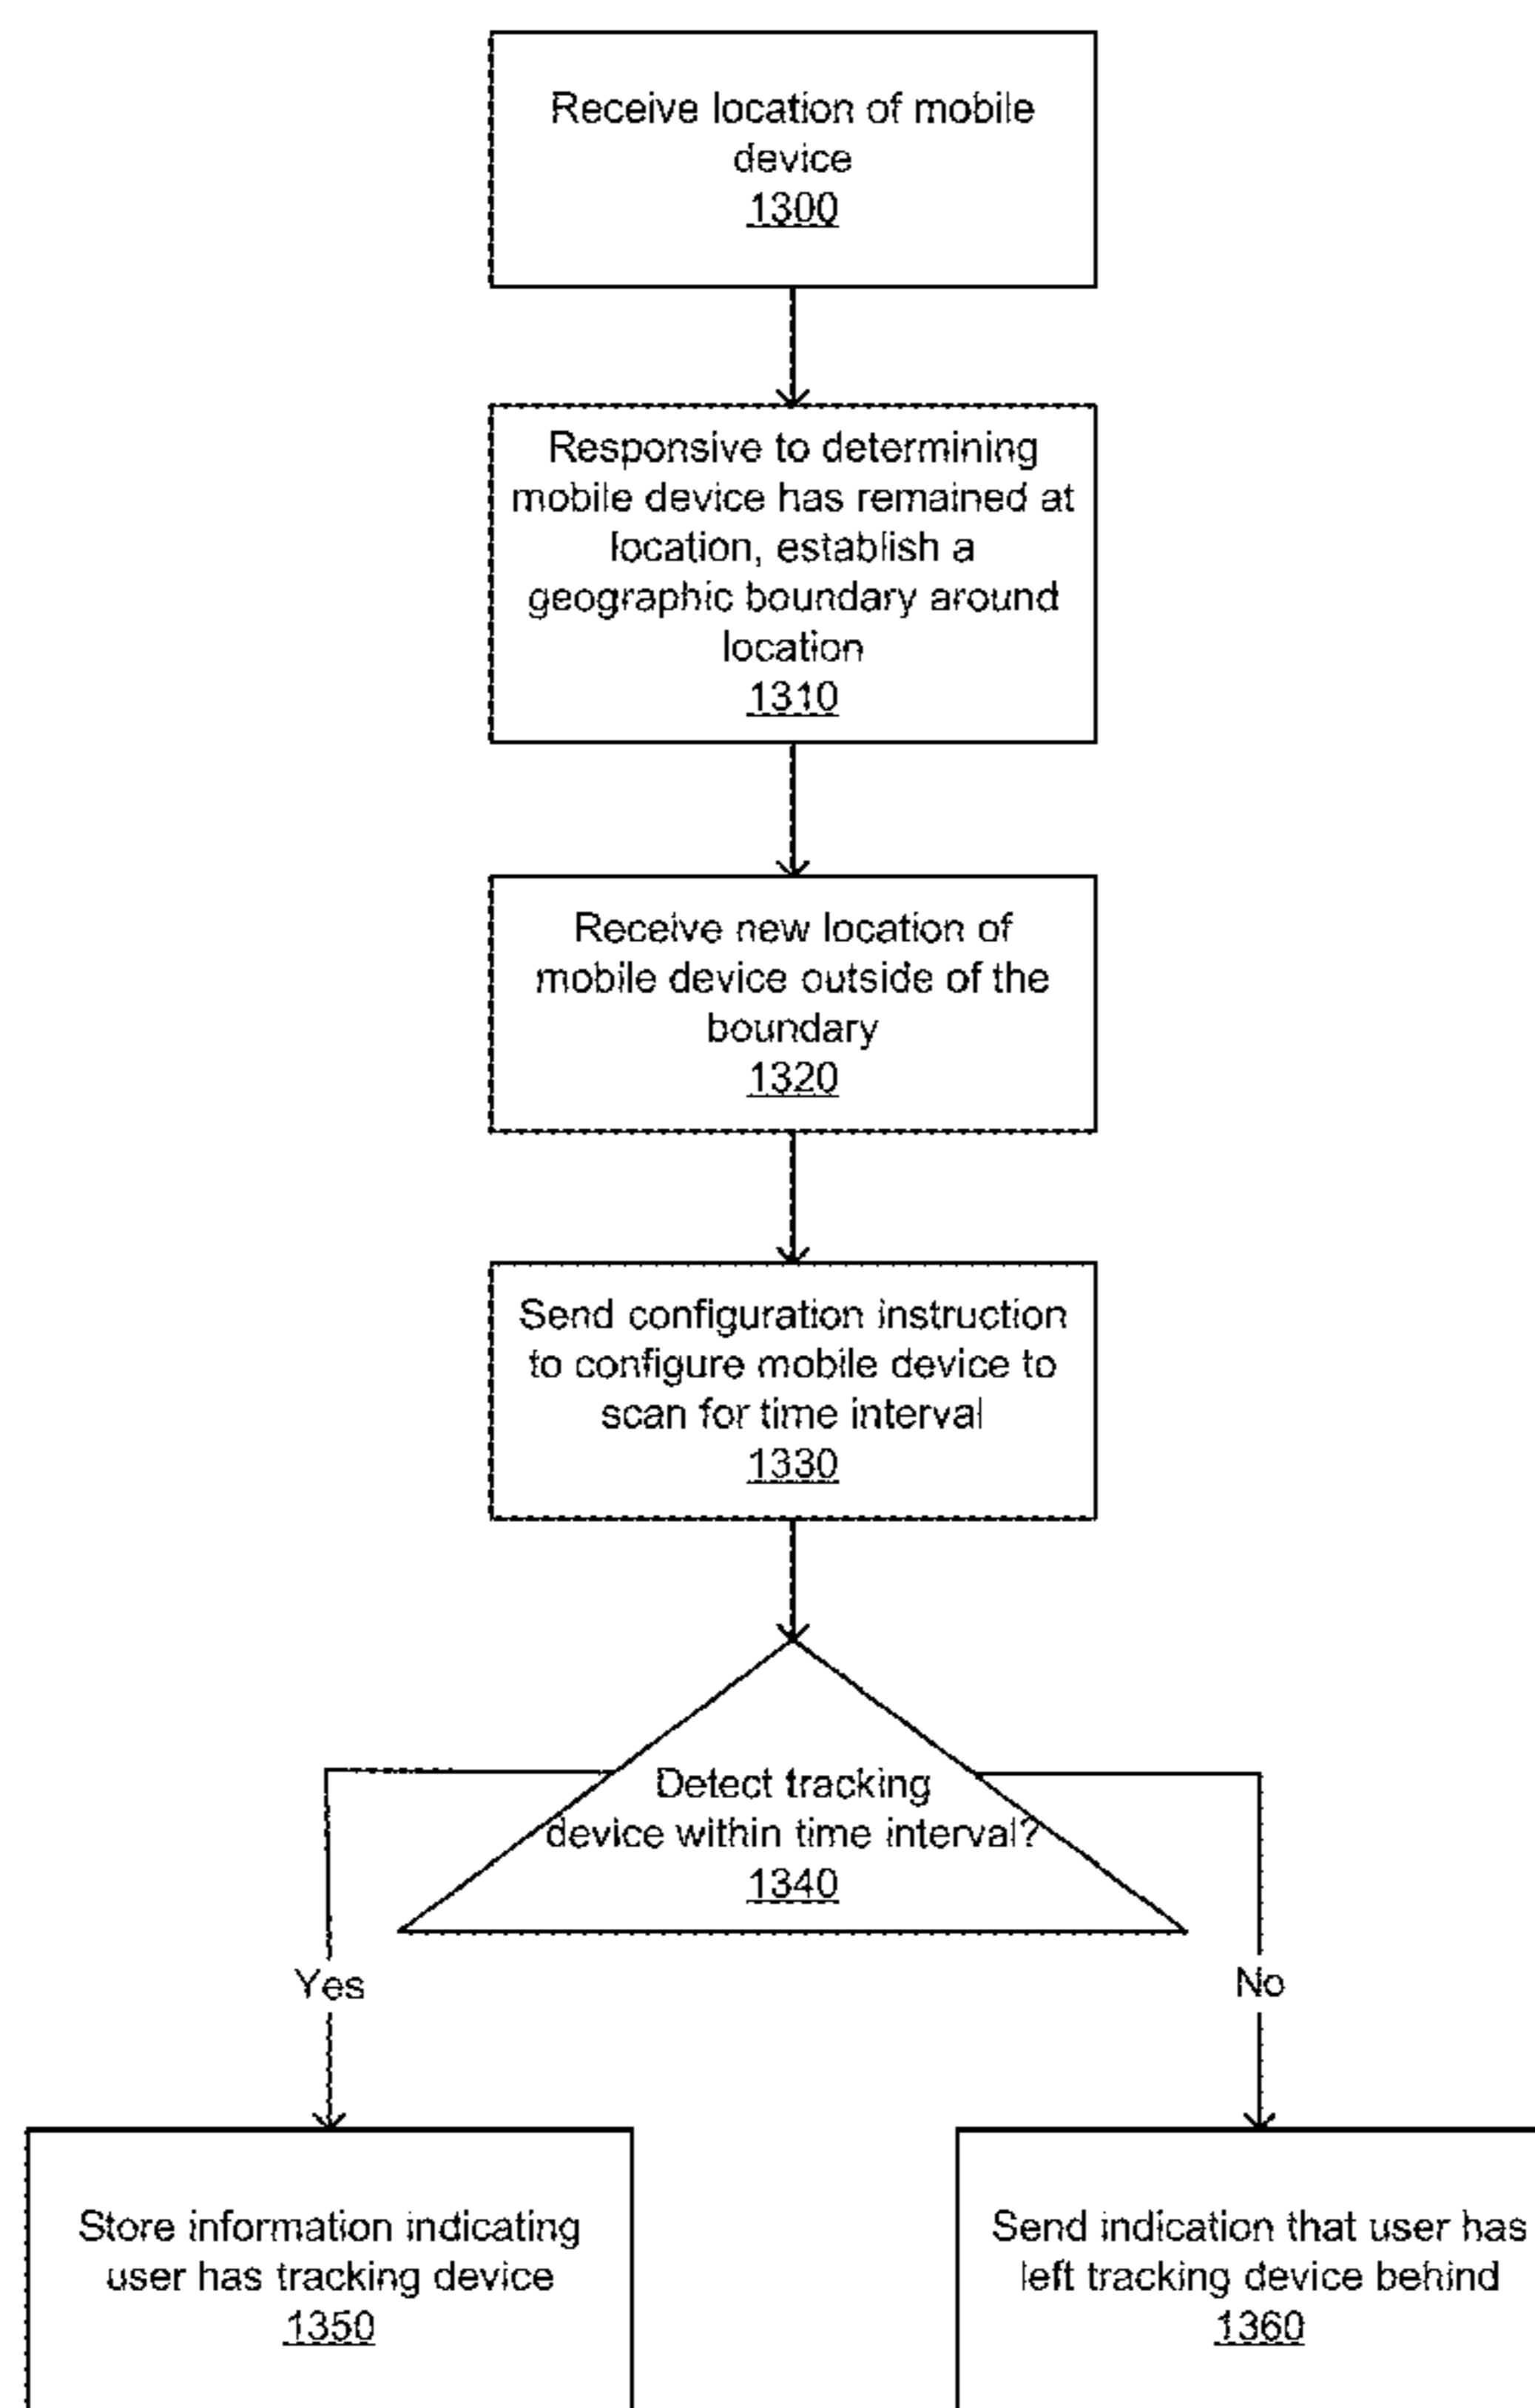 Receive location of mobile
device
1300
Responsive to determining
mobile device has remained at
location, establish a
geographic boundary around
location
1310
Receive new location of
mobile device outside of the
boundary
1320
Send configuration instruction
to configure mobile device to
scan for time interval
1330
Detect tracking
device within time interval?
1340
Yes
No
Store information indicating
user has tracking device
1350
Send indication that user has
left tracking device behind
1360